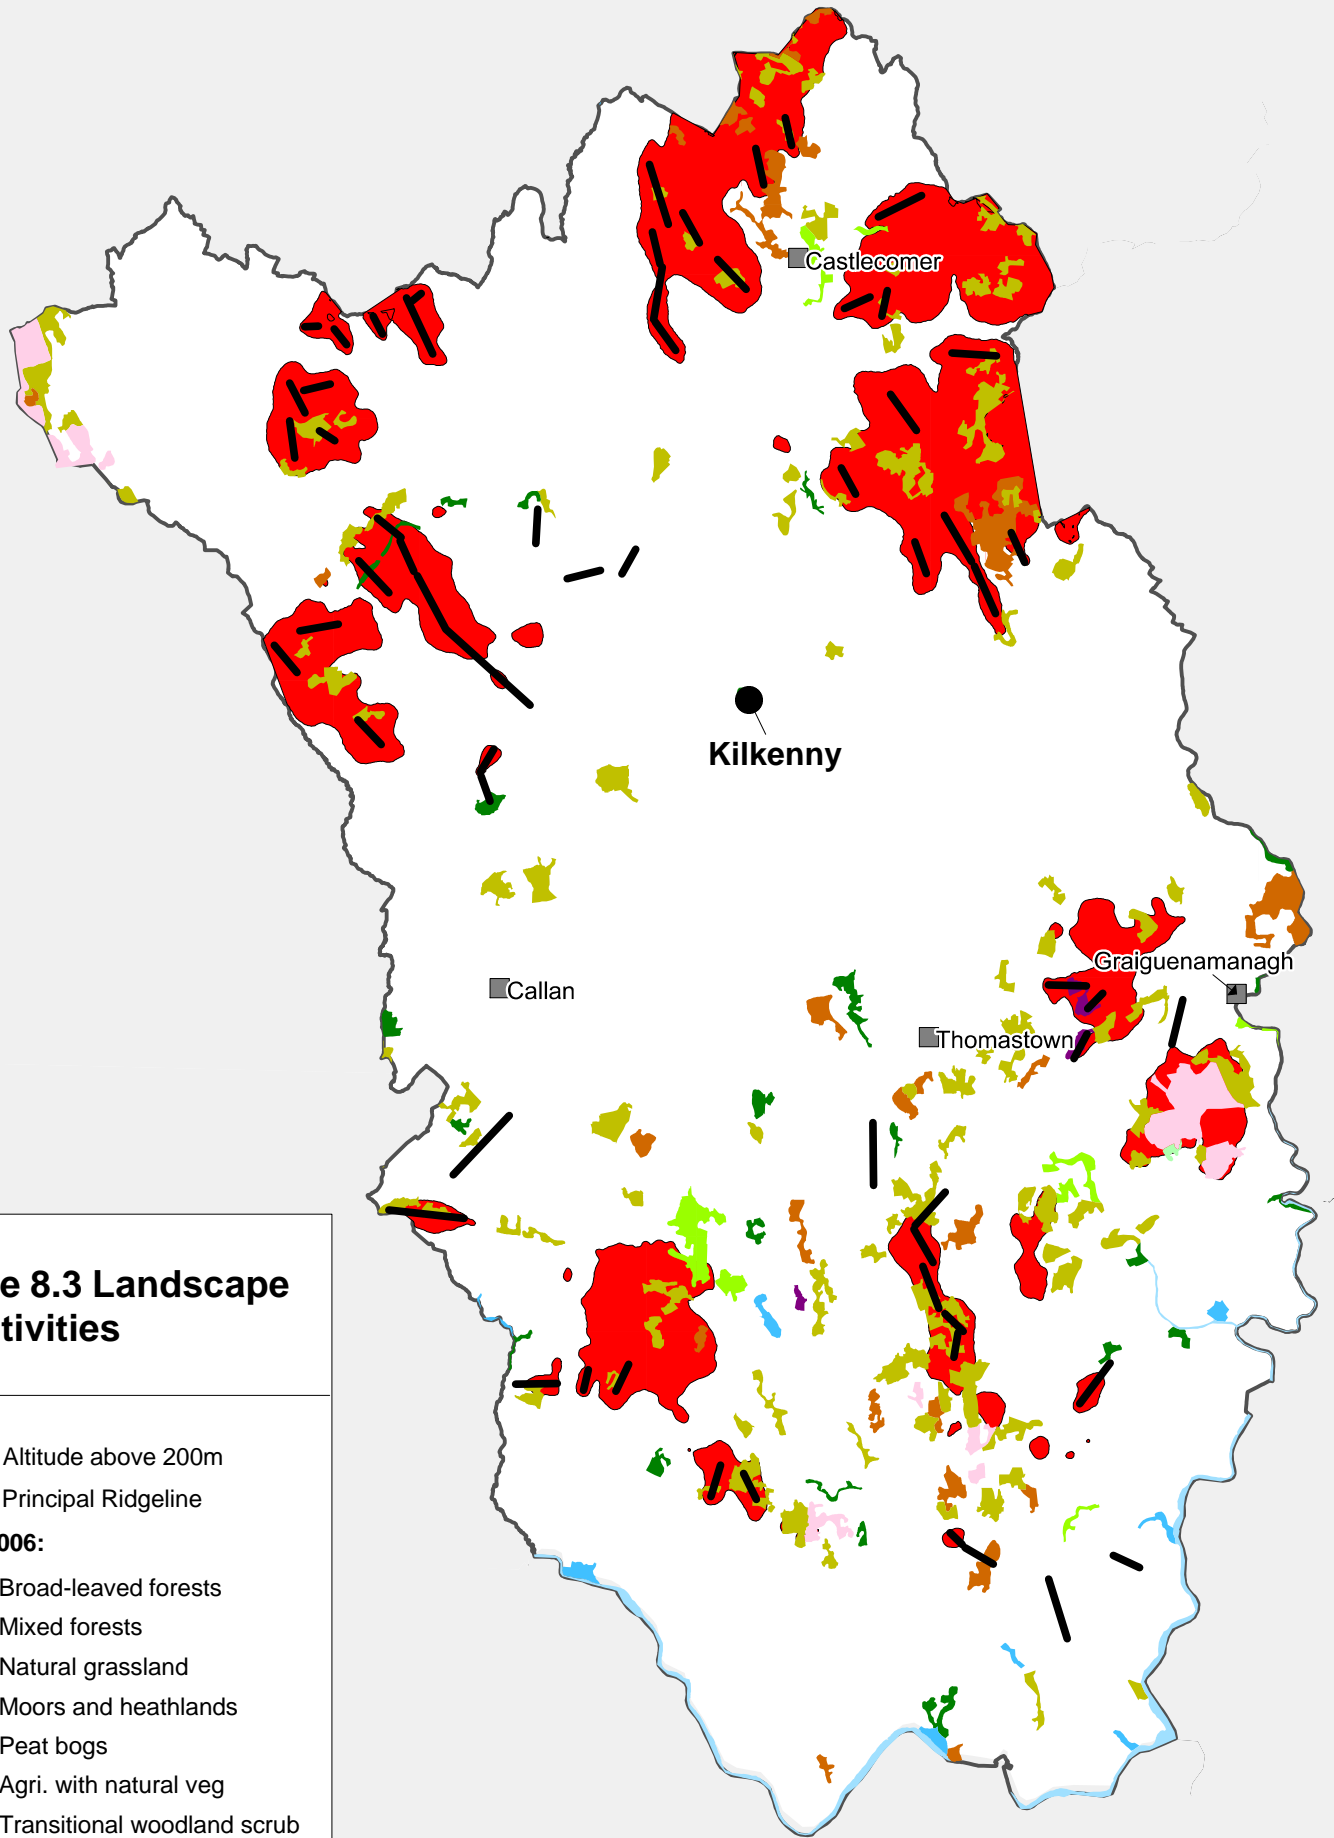 Castlecomer
Kilkenny
Graiguenamanagh
Callan
Thomastown
e 8.3 Landscape
tivities
Altitude above 200m
Principal Ridgeline
006:
Broad-leaved forests
Mixed forests
Natural grassland
Moors and heathlands
Peat bogs
Agri. with natural veg
Transitional woodland scrub